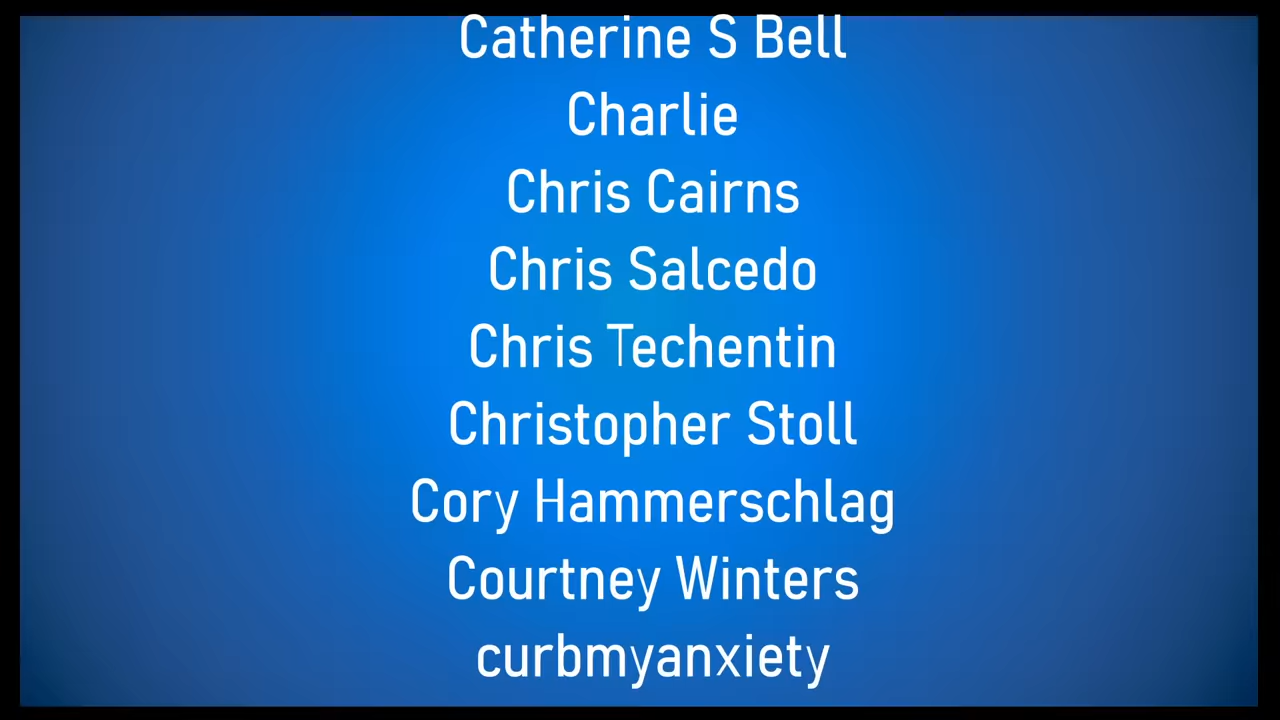 Catherine S Bell
Charlie
Chris Cairns
Chris Salcedo
Chris Techentin
Christopher Stoll
Cory Hammerschlag
Courtney Winters
curbmyanxiety